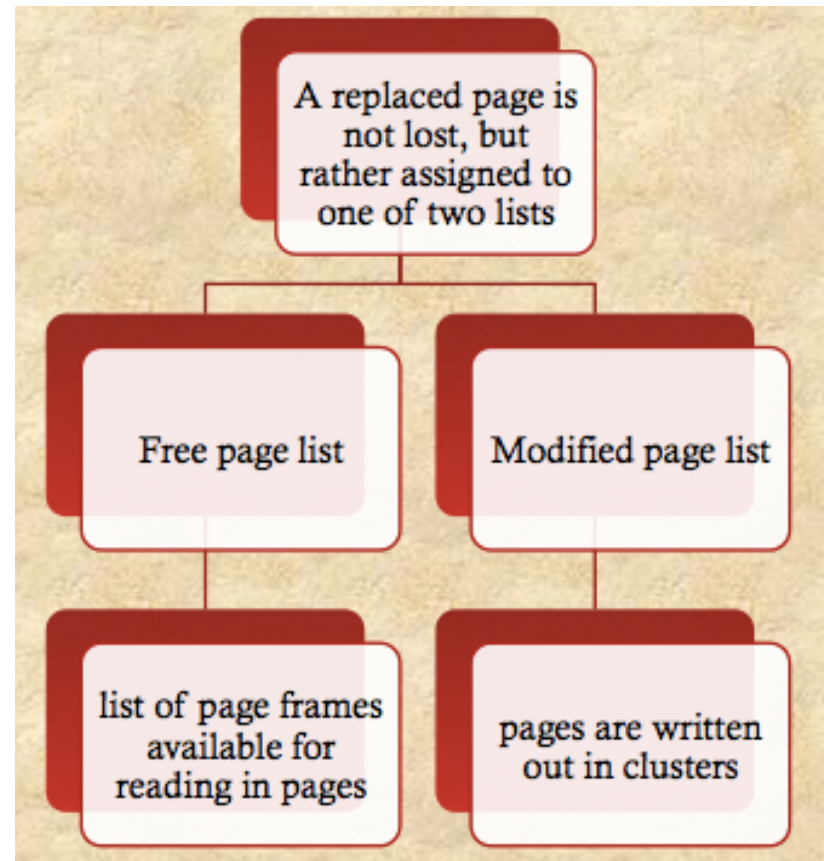 A replaced page is
not lost, but
rather assigned to
one of two lists
Free page list
Modified page list
list of page frames
available for
reading in pages
pages are written
out in clusters